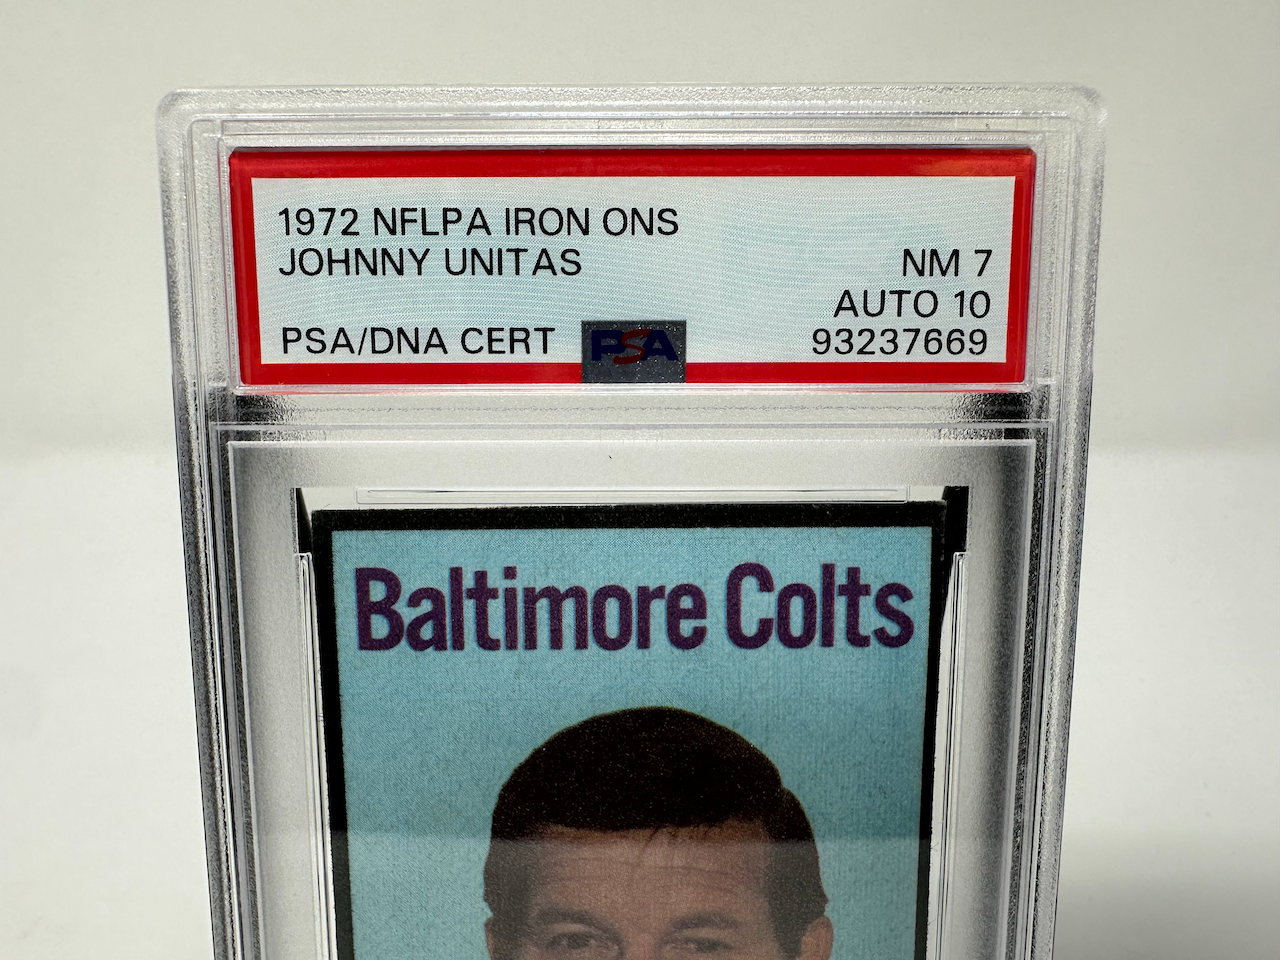 1972 NFLPA IRON ONS
JOHNNY UNITAS
NM 7
AUTO 10
PSA/DNA CERT
PSA
93237669
Baltimore Colts